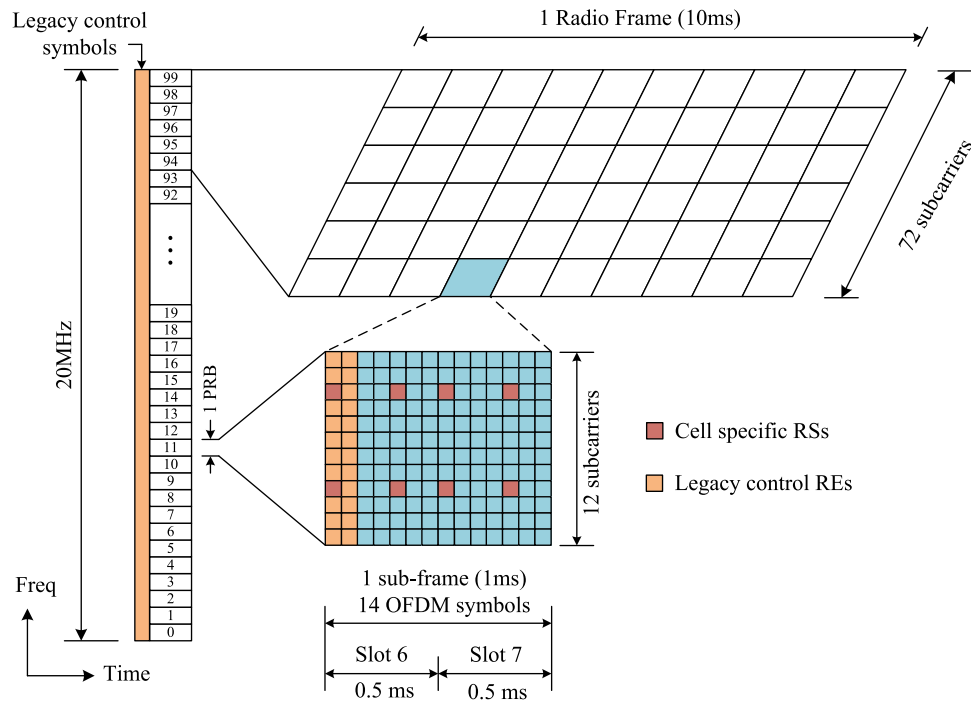 1 Radio Frame (10ms)
Legacy control
symbols
99
98
97
96
95
94
93
92
19
18
17
16
15
14
13
12
11
10
9
8
7
6
5
4
3
2
1
0
20MHz
1 PRB
72 subcarriers
12 subcarriers
Cell specific RSs
Legacy control REs
Freq
Time
1 sub-frame (1ms)
14 OFDM symbols
Slot 6
Slot 7
0.5 ms
0.5 ms